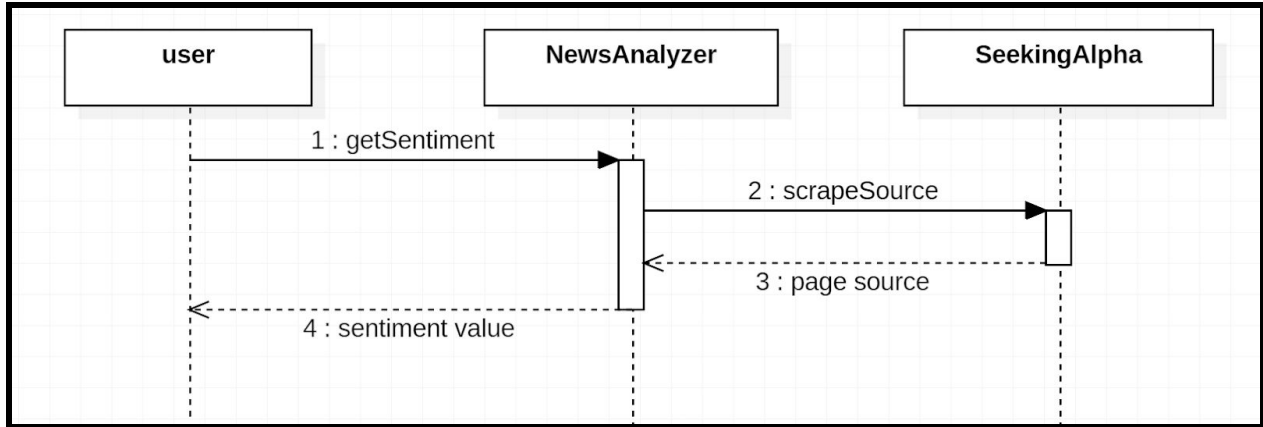 user
NewsAnalyzer
SeekingAlpha
1 : getSentiment
2 : scrapeSource
3 : page source
4 : sentiment value